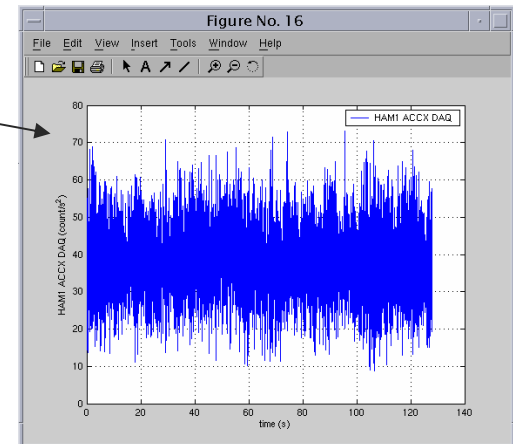 Figure No. 16
File Edit View Insert Tools Window Help
A
HAM1 ACCX DAQ
HAM1 ACCX DAQ (count/s²)
80
70
60
50
40
30
20
10
0
0 20 40 60 80 100 120 140
time (s)